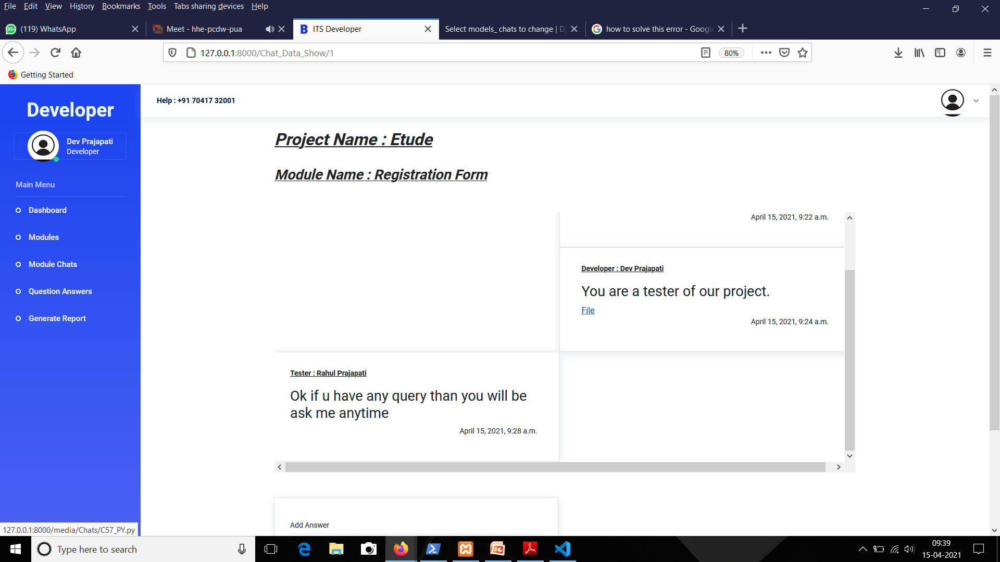 File Edit View History Bookmarks Tools Tabs sharing devices Help
(119) WhatsApp
Meet - hhe-pcdw-pua
ITS Developer
Select models_ chats to change | Dj
how to solve this error - Google
127.0.0.1:8000/Chat_Data_Show/1
80%
Getting Started
Developer
Dev Prajapati
Developer
Main Menu
Dashboard
Modules
Module Chats
Question Answers
Generate Report
Help : +91 70417 32001
Project Name : Etude
Module Name : Registration Form
April 15, 2021, 9:22 a.m.
Developer : Dev Prajapati
You are a tester of our project.
File
April 15, 2021, 9:24 a.m.
Tester : Rahul Prajapati
Ok if u have any query than you will be
ask me anytime
April 15, 2021, 9:28 a.m.
Add Answer
127.0.0.1:8000/media/Chats/C57_PY.py
Type here to search
09:39
15-04-2021